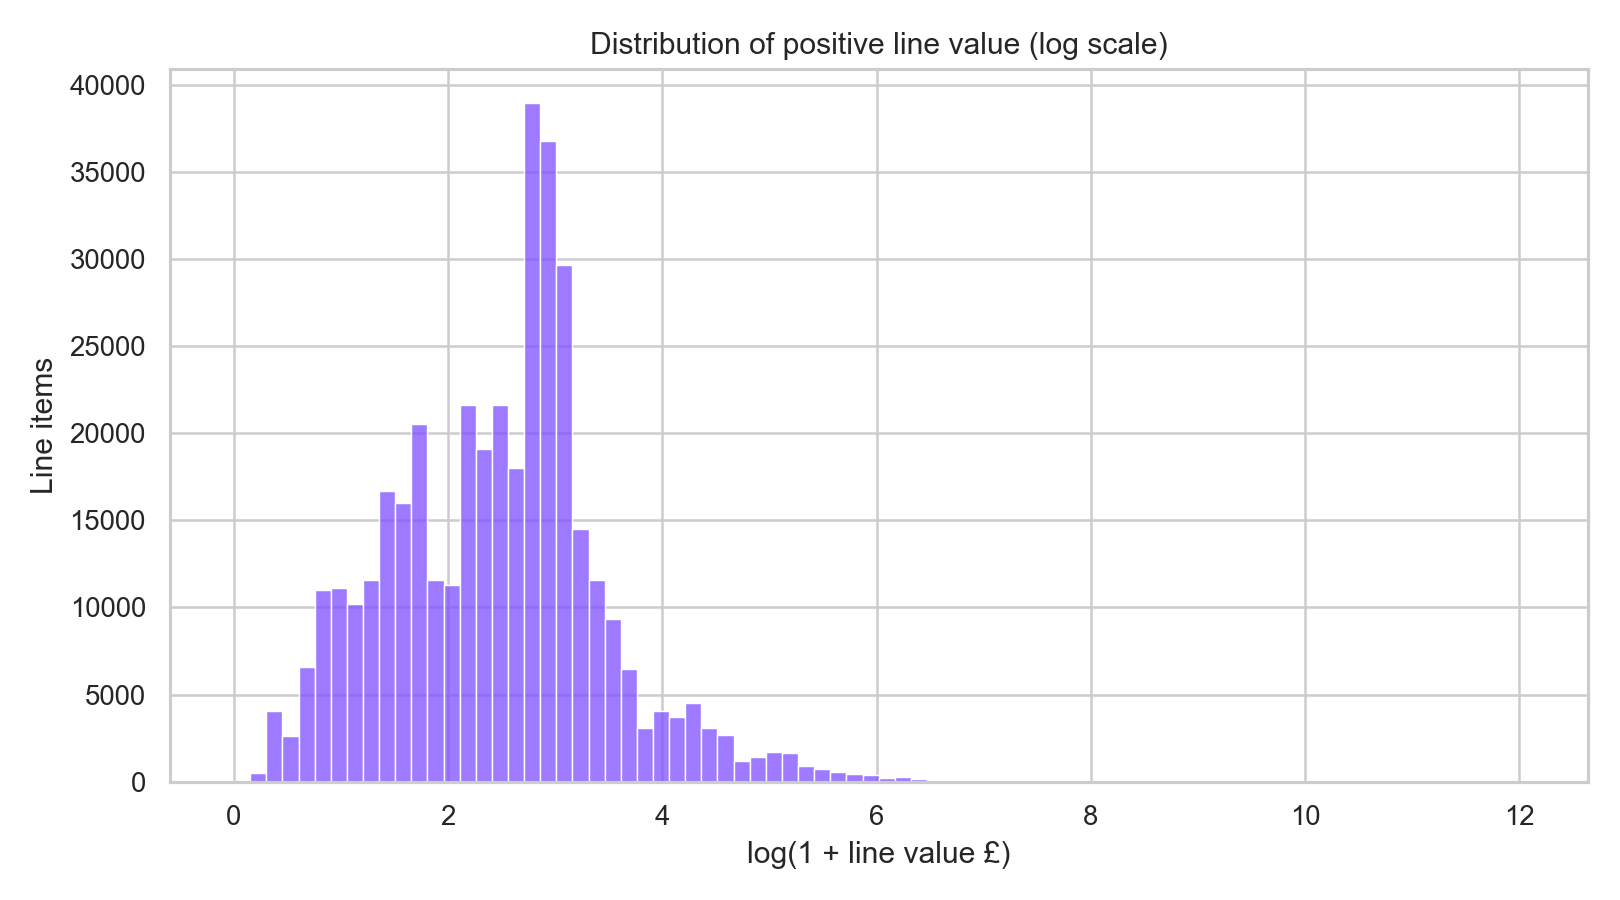 Distribution of positive line value (log scale)
40000
35000
30000
25000
20000
15000
10000
5000
0
Line items
0 2 4 6 8 10 12
log(1 + line value £)